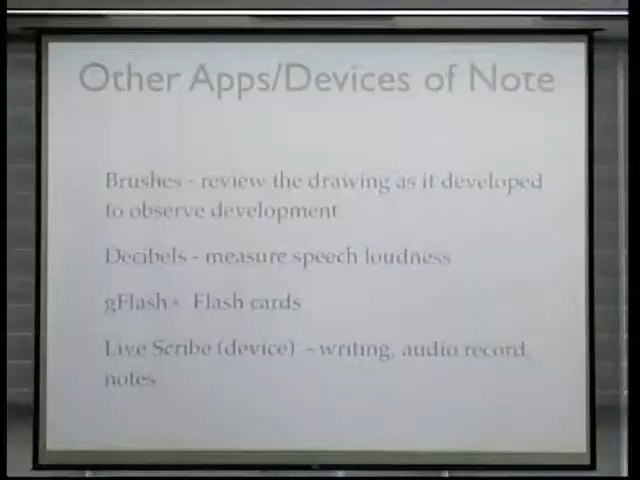 Other Apps/Devices of Note
Brushes - review the drawing as it developed
to observe development
Decibels - measure speech loudness
gFlash - Flash cards
Live Scribe (device) - writing, audio record,
notes